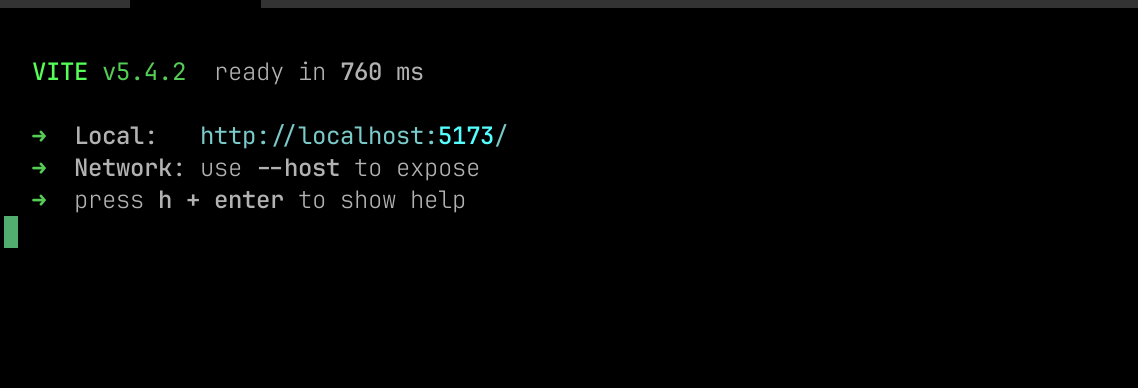 VITE v5.4.2 ready in 760 ms
➜ Local: http://localhost:5173/
➜ Network: use --host to expose
➜ press h + enter to show help